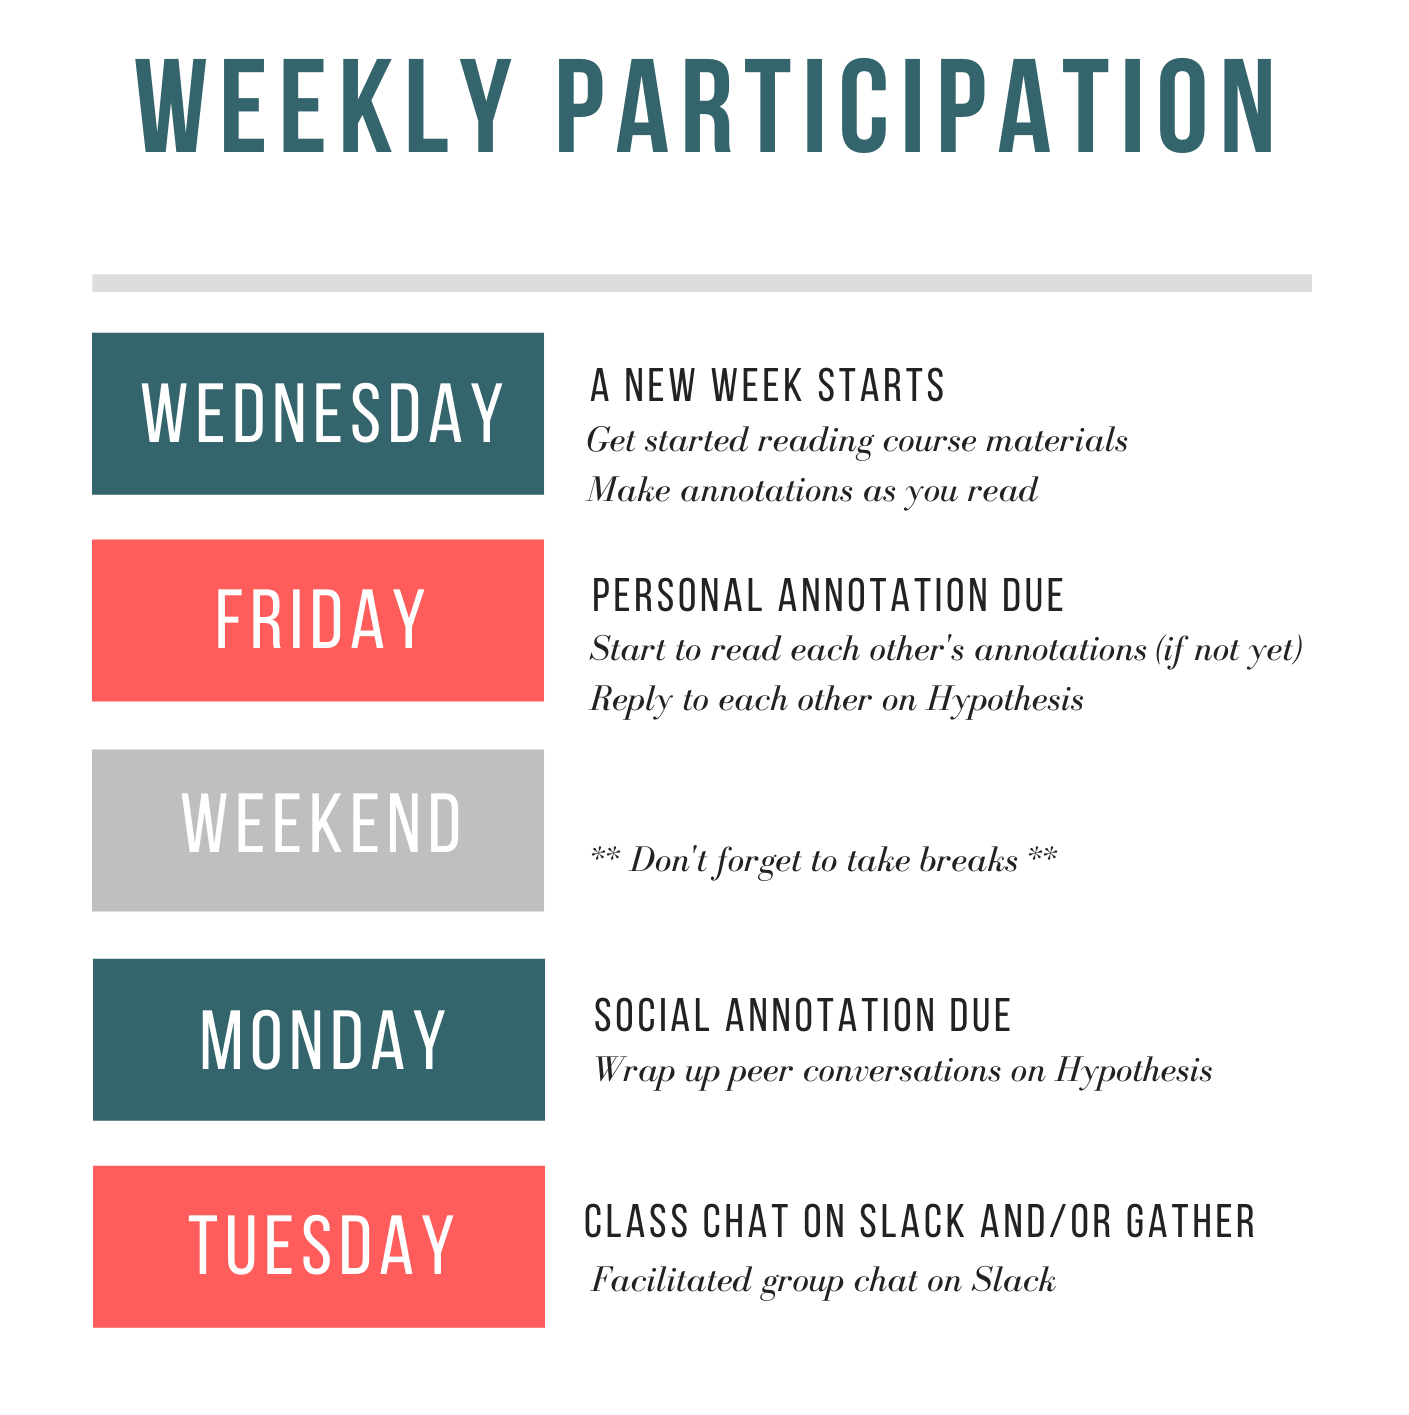 WEEKLY PARTICIPATION
WEDNESDAY
A NEW WEEK STARTS
Get started reading course materials
Make annotations as you read
FRIDAY
PERSONAL ANNOTATION DUE
Start to read each other's annotations (if not yet)
Reply to each other on Hypothesis
WEEKEND
** Don't forget to take breaks **
MONDAY
SOCIAL ANNOTATION DUE
Wrap up peer conversations on Hypothesis
TUESDAY
CLASS CHAT ON SLACK AND/OR GATHER
Facilitated group chat on Slack